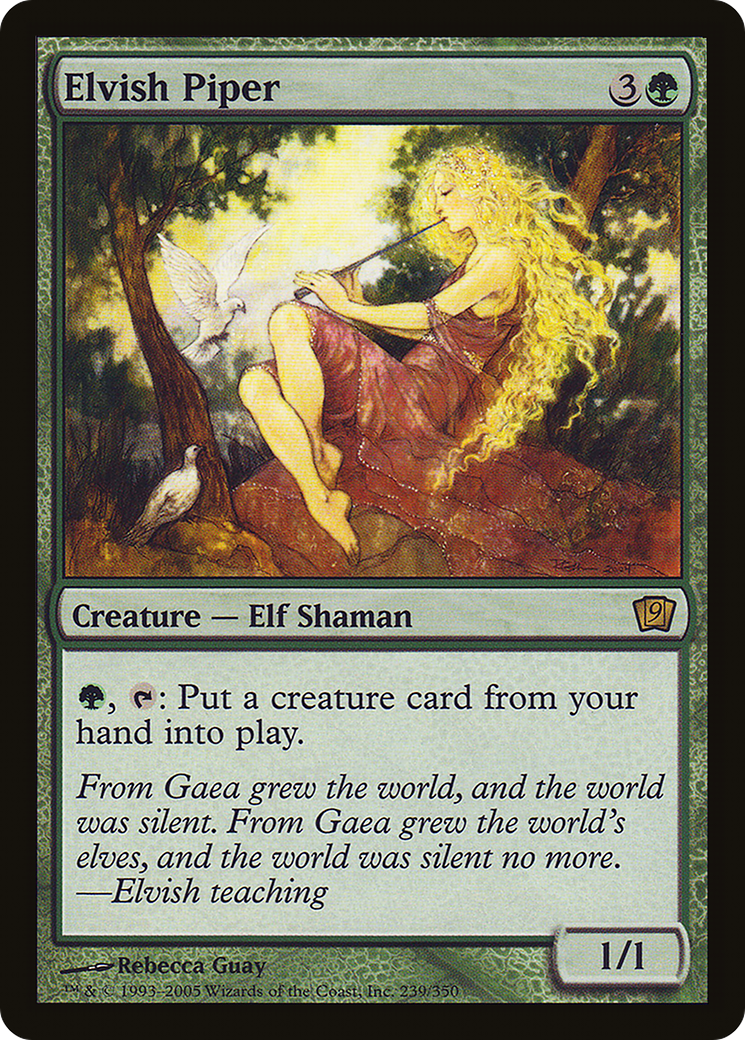 Elvish Piper 3
Creature — Elf Shaman 9
, : Put a creature card from your
hand into play.
From Gaea grew the world, and the world
was silent. From Gaea grew the world's
elves, and the world was silent no more.
—Elvish teaching
1/1
Rebecca Guay
™ & © 1993–2005 Wizards of the Coast, Inc. 239/350